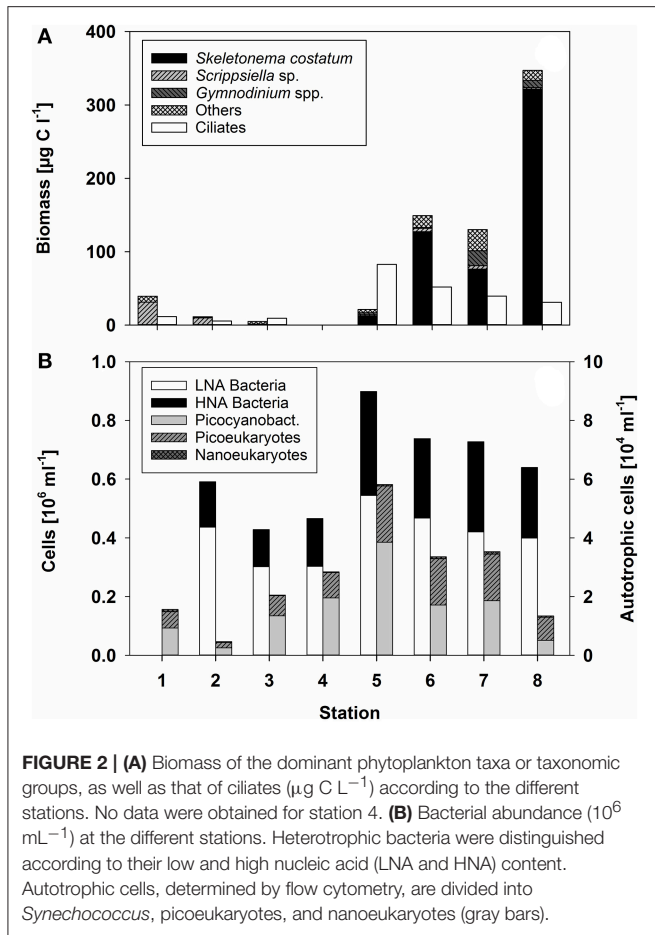 A
400
300
200
100
0
Biomass [µg C l⁻¹]
Skeletonema costatum
Scrippsiella sp.
Gymnodinium spp.
Others
Ciliates
B
1.0
0.8
0.6
0.4
0.2
0.0
Cells [10⁶ ml⁻¹]
LNA Bacteria
HNA Bacteria
Picocyanobact.
Picoeukaryotes
Nanoeukaryotes
10
8
6
4
2
0
Autotrophic cells [10⁴ ml⁻¹]
1 2 3 4 5 6 7 8
Station
FIGURE 2 | (A) Biomass of the dominant phytoplankton taxa or taxonomic
groups, as well as that of ciliates (µg C L⁻¹) according to the different
stations. No data were obtained for station 4. (B) Bacterial abundance (10⁶
mL⁻¹) at the different stations. Heterotrophic bacteria were distinguished
according to their low and high nucleic acid (LNA and HNA) content.
Autotrophic cells, determined by flow cytometry, are divided into
Synechococcus, picoeukaryotes, and nanoeukaryotes (gray bars).